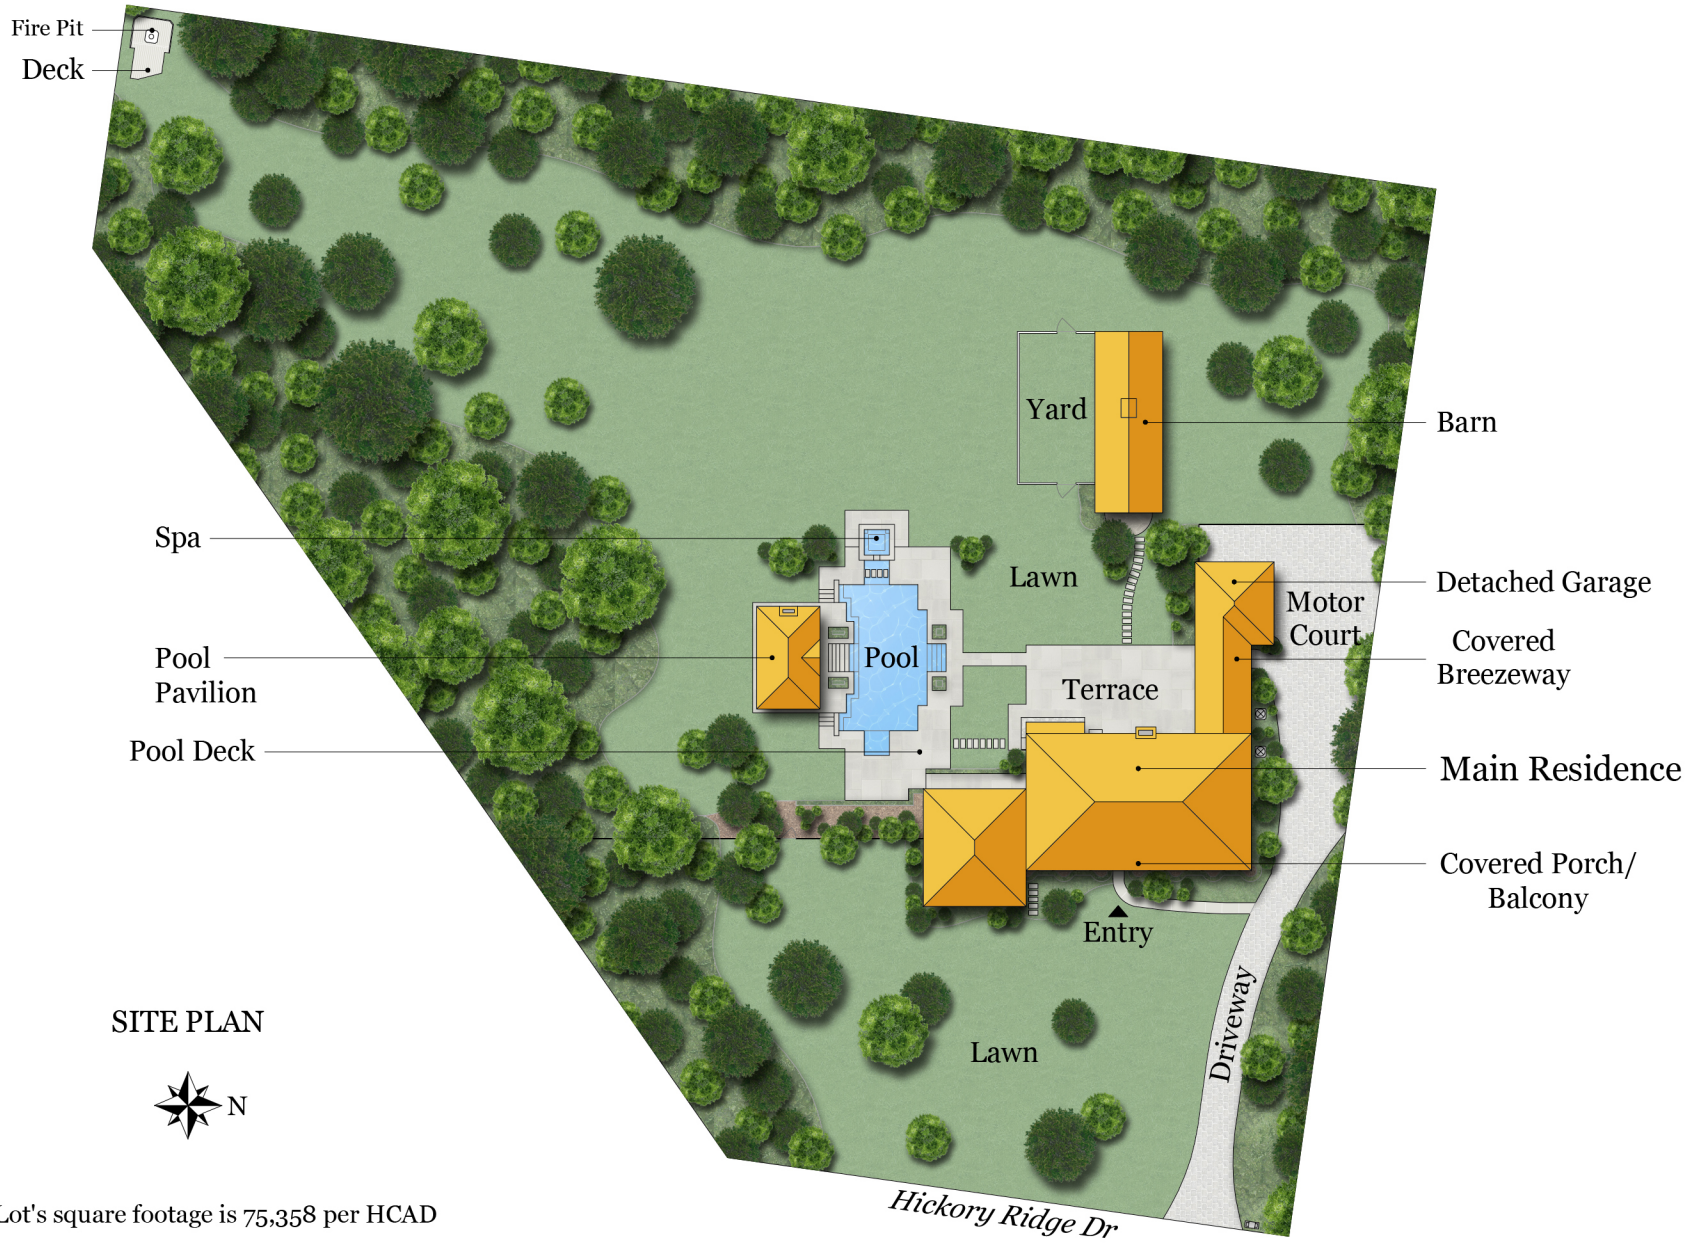 Fire Pit
Deck
Yard
Barn
Spa
Lawn
Detached Garage
Motor
Court
Covered
Breezeway
Pool
Pool
Pavilion
Terrace
Pool Deck
Main Residence
Covered Porch/
Balcony
Entry
Driveway
SITE PLAN
Lawn
N
Hickory Ridge Dr
Lot's square footage is 75,358 per HCAD